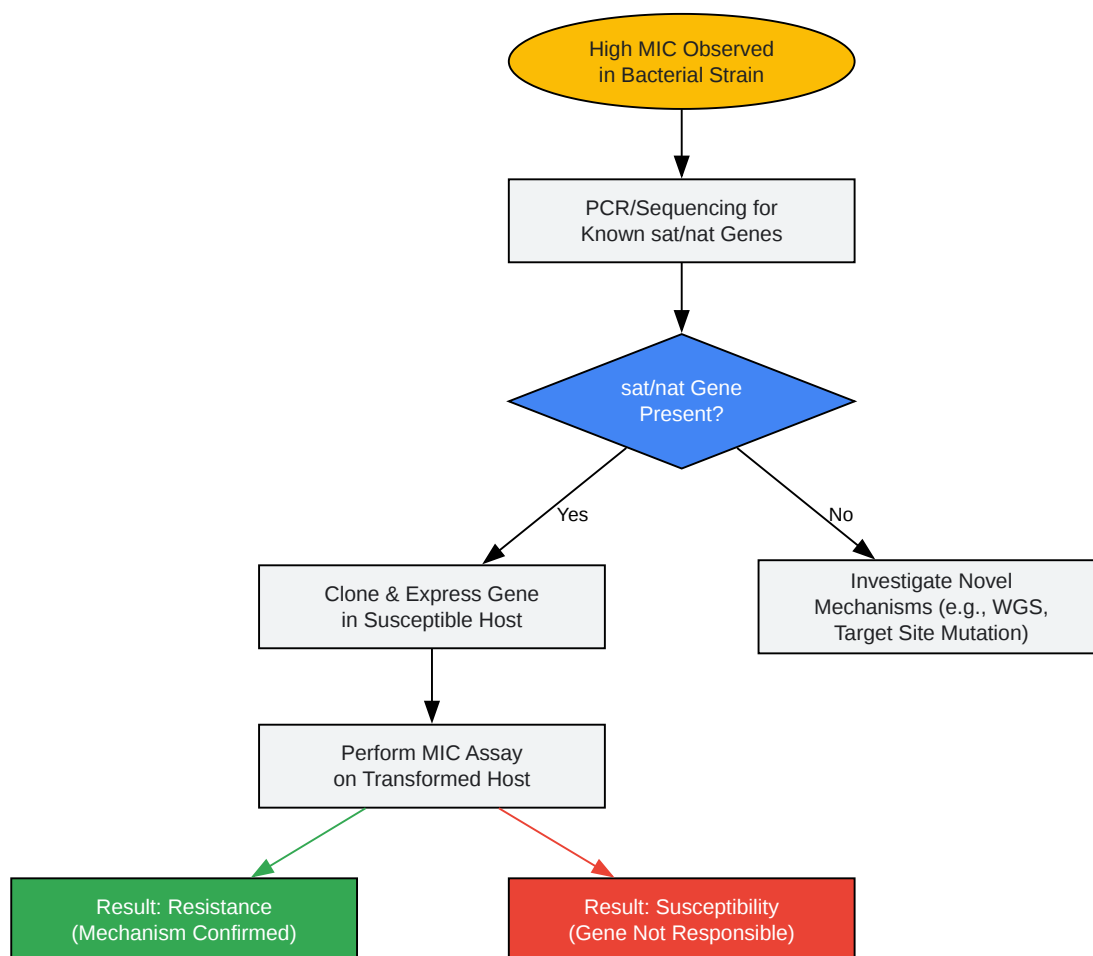 High MIC Observed
in Bacterial Strain
PCR/Sequencing for
Known sat/nat Genes
sat/nat Gene
Present?
Yes
No
Clone & Express Gene
in Susceptible Host
Investigate Novel
Mechanisms (e.g., WGS,
Target Site Mutation)
Perform MIC Assay
on Transformed Host
Result: Resistance
(Mechanism Confirmed)
Result: Susceptibility
(Gene Not Responsible)